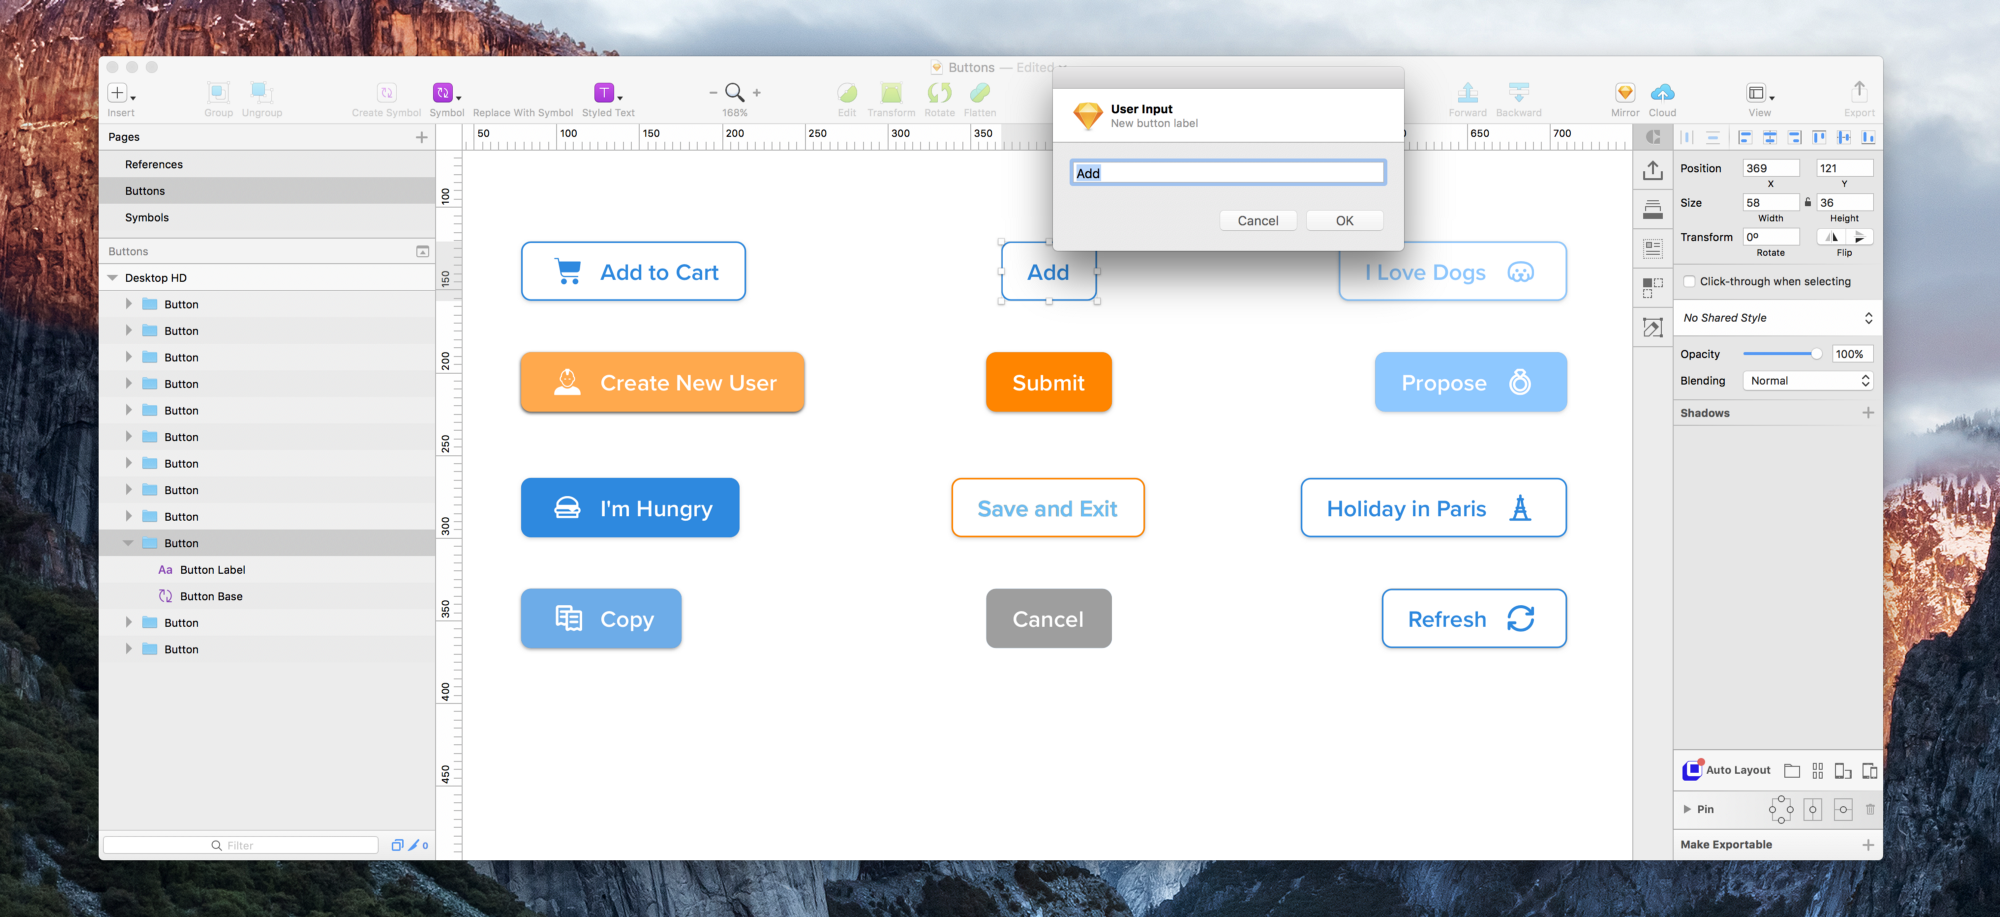 Buttons — Edited
Insert
Group
Ungroup
Create Symbol
Symbol
Replace With Symbol
Styled Text
168%
Edit
Transform
Rotate
Flatten
Forward
Backward
Mirror
Cloud
View
Export
Pages
References
Buttons
Symbols
Buttons
Desktop HD
Button
Button
Button
Button
Button
Button
Button
Button
Button
Button
Aa Button Label
Button Base
Button
Button
Filter
0
50
100
150
200
250
300
350
650
700
100
150
200
250
300
350
400
450
User Input
New button label
Add
Cancel
OK
Add to Cart
Add
I Love Dogs
Create New User
Submit
Propose
I'm Hungry
Save and Exit
Holiday in Paris
Copy
Cancel
Refresh
Position 369 121
X Y
Size 58 36
Width Height
Transform 0º
Rotate Flip
Click-through when selecting
No Shared Style
Opacity 100%
Blending Normal
Shadows
Auto Layout
Pin
Make Exportable